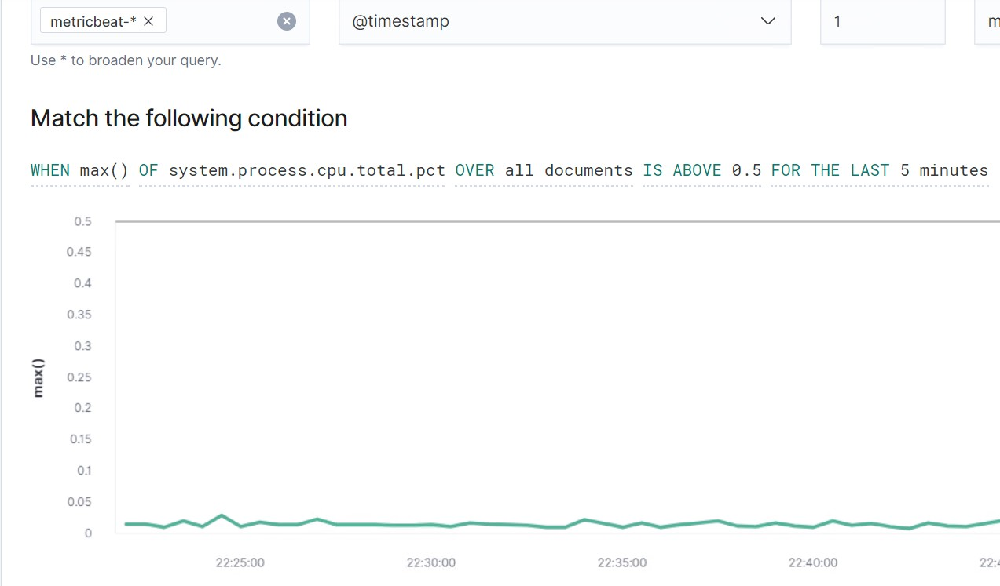 metricbeat-* ×
@timestamp
1
m
Use * to broaden your query.
Match the following condition
WHEN max() OF system.process.cpu.total.pct OVER all documents IS ABOVE 0.5 FOR THE LAST 5 minutes
0.5
0.45
0.4
0.35
0.3
0.25
0.2
0.15
0.1
0.05
0
max()
22:25:00 22:30:00 22:35:00 22:40:00 22:4